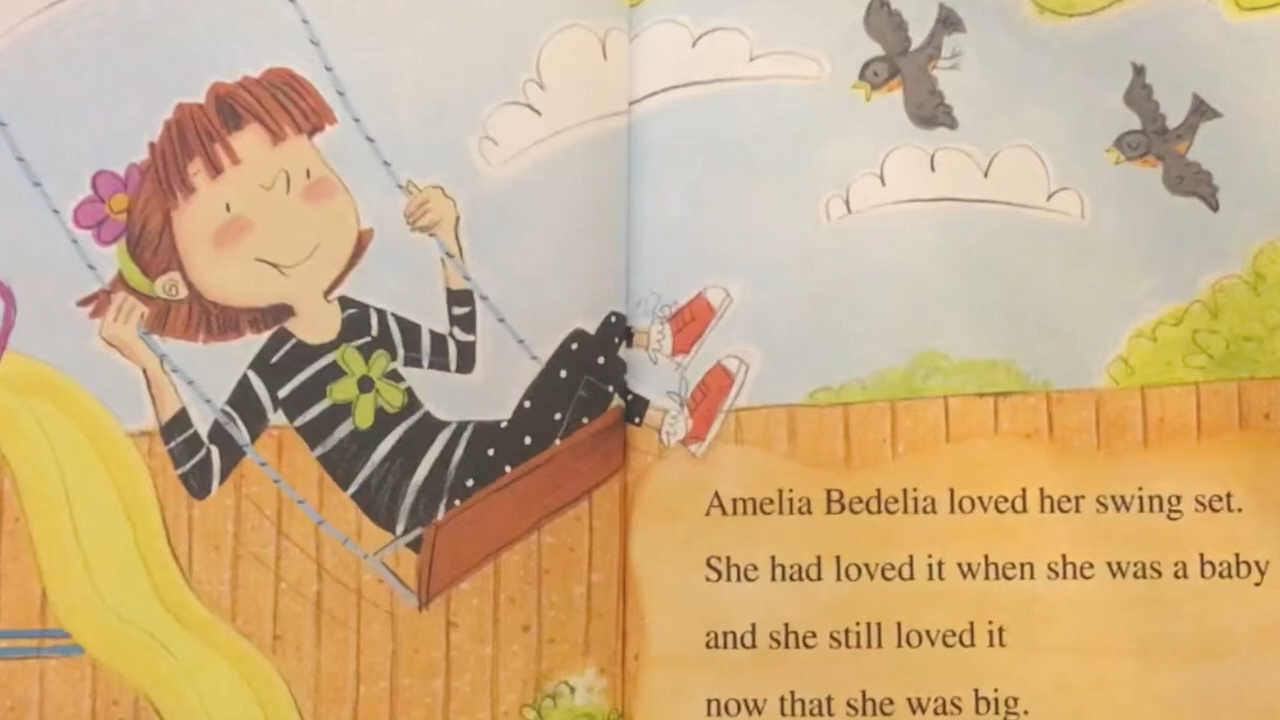 Amelia Bedelia loved her swing set.
She had loved it when she was a baby
and she still loved it
now that she was big.